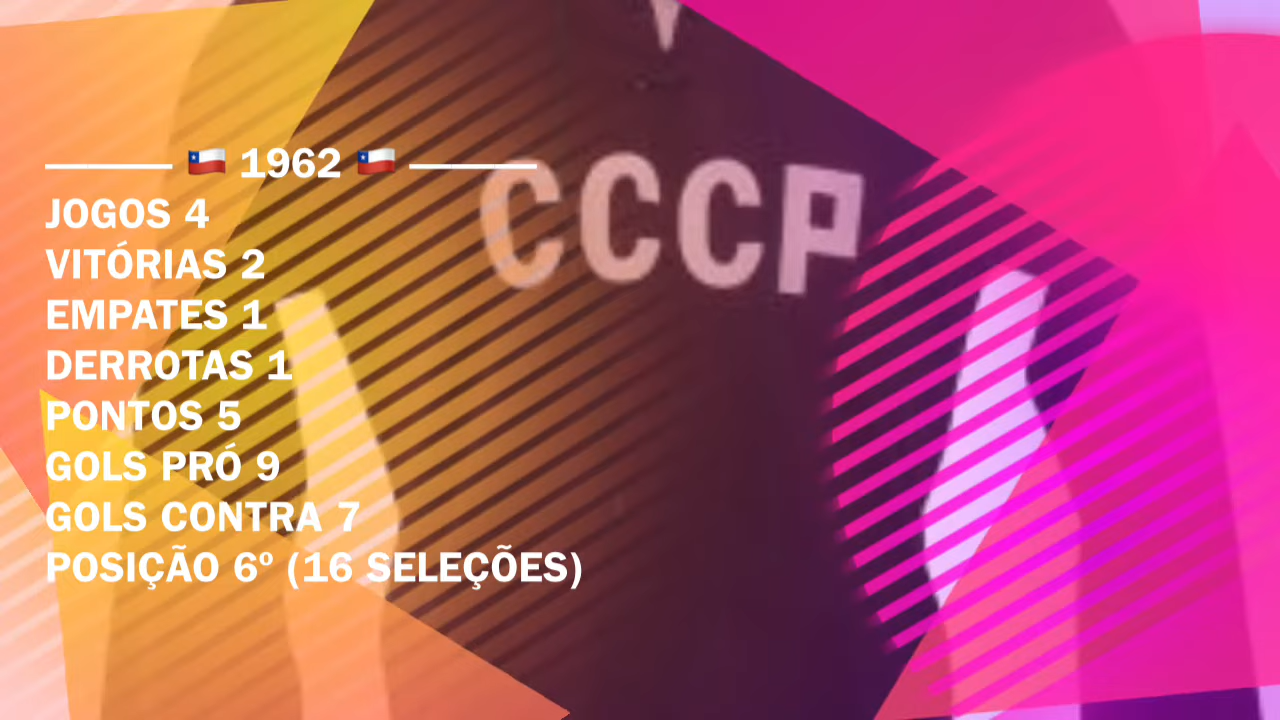 🇨🇱 1962 🇨🇱
СССР
JOGOS 4
VITÓRIAS 2
EMPATES 1
DERROTAS 1
PONTOS 5
GOLS PRÓ 9
GOLS CONTRA 7
POSIÇÃO 6º (16 SELEÇÕES)